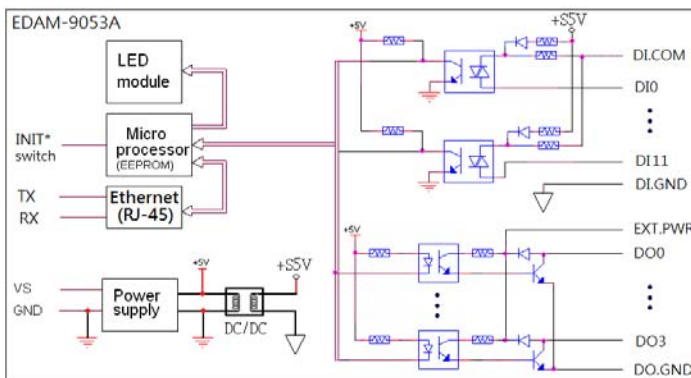 EDAM-9053A
+5V
+S5V
LED
module
DI.COM
DI0
INIT*
switch
Micro
processor
(EEPROM)
+5V
DI11
TX
RX
Ethernet
(RJ-45)
DI.GND
EXT.PWR
+5V
DO0
+5V
+S5V
VS
GND
Power
supply
DC/DC
DO3
DO.GND